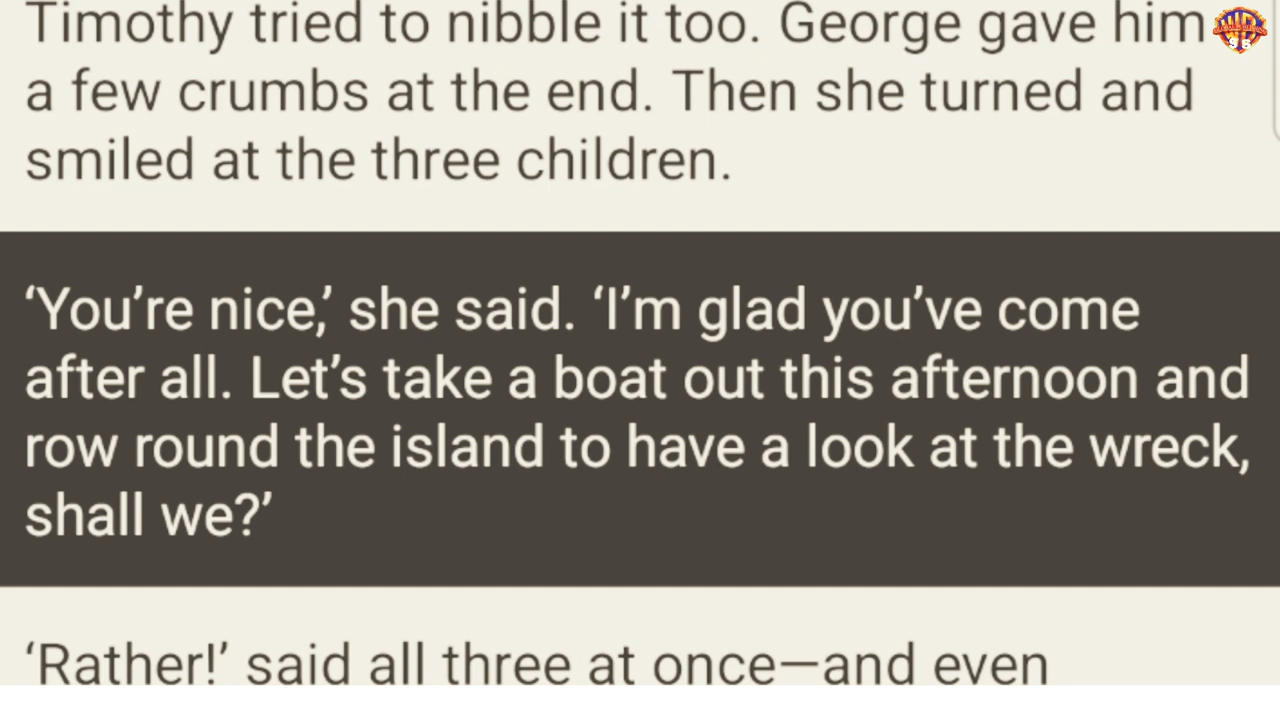 Timothy tried to nibble it too. George gave him
a few crumbs at the end. Then she turned and
smiled at the three children.
‘You’re nice,’ she said. ‘I’m glad you’ve come
after all. Let’s take a boat out this afternoon and
row round the island to have a look at the wreck,
shall we?’
‘Rather!’ said all three at once—and even